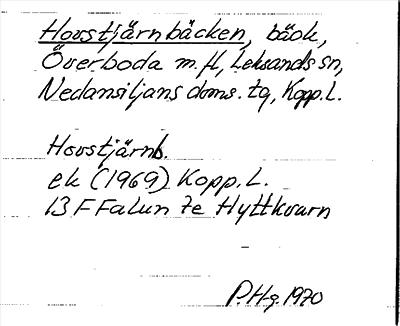 Hovstjärnbäcken, bäck,
Överboda m.fl, Leksands sn,
Nedansiljans doms. tg, Kopp. L.
Hovstjärnb.
ek (1969) Kopp. L.
13 F Falun 7e Hyttkvarn
P.Hg. 1970